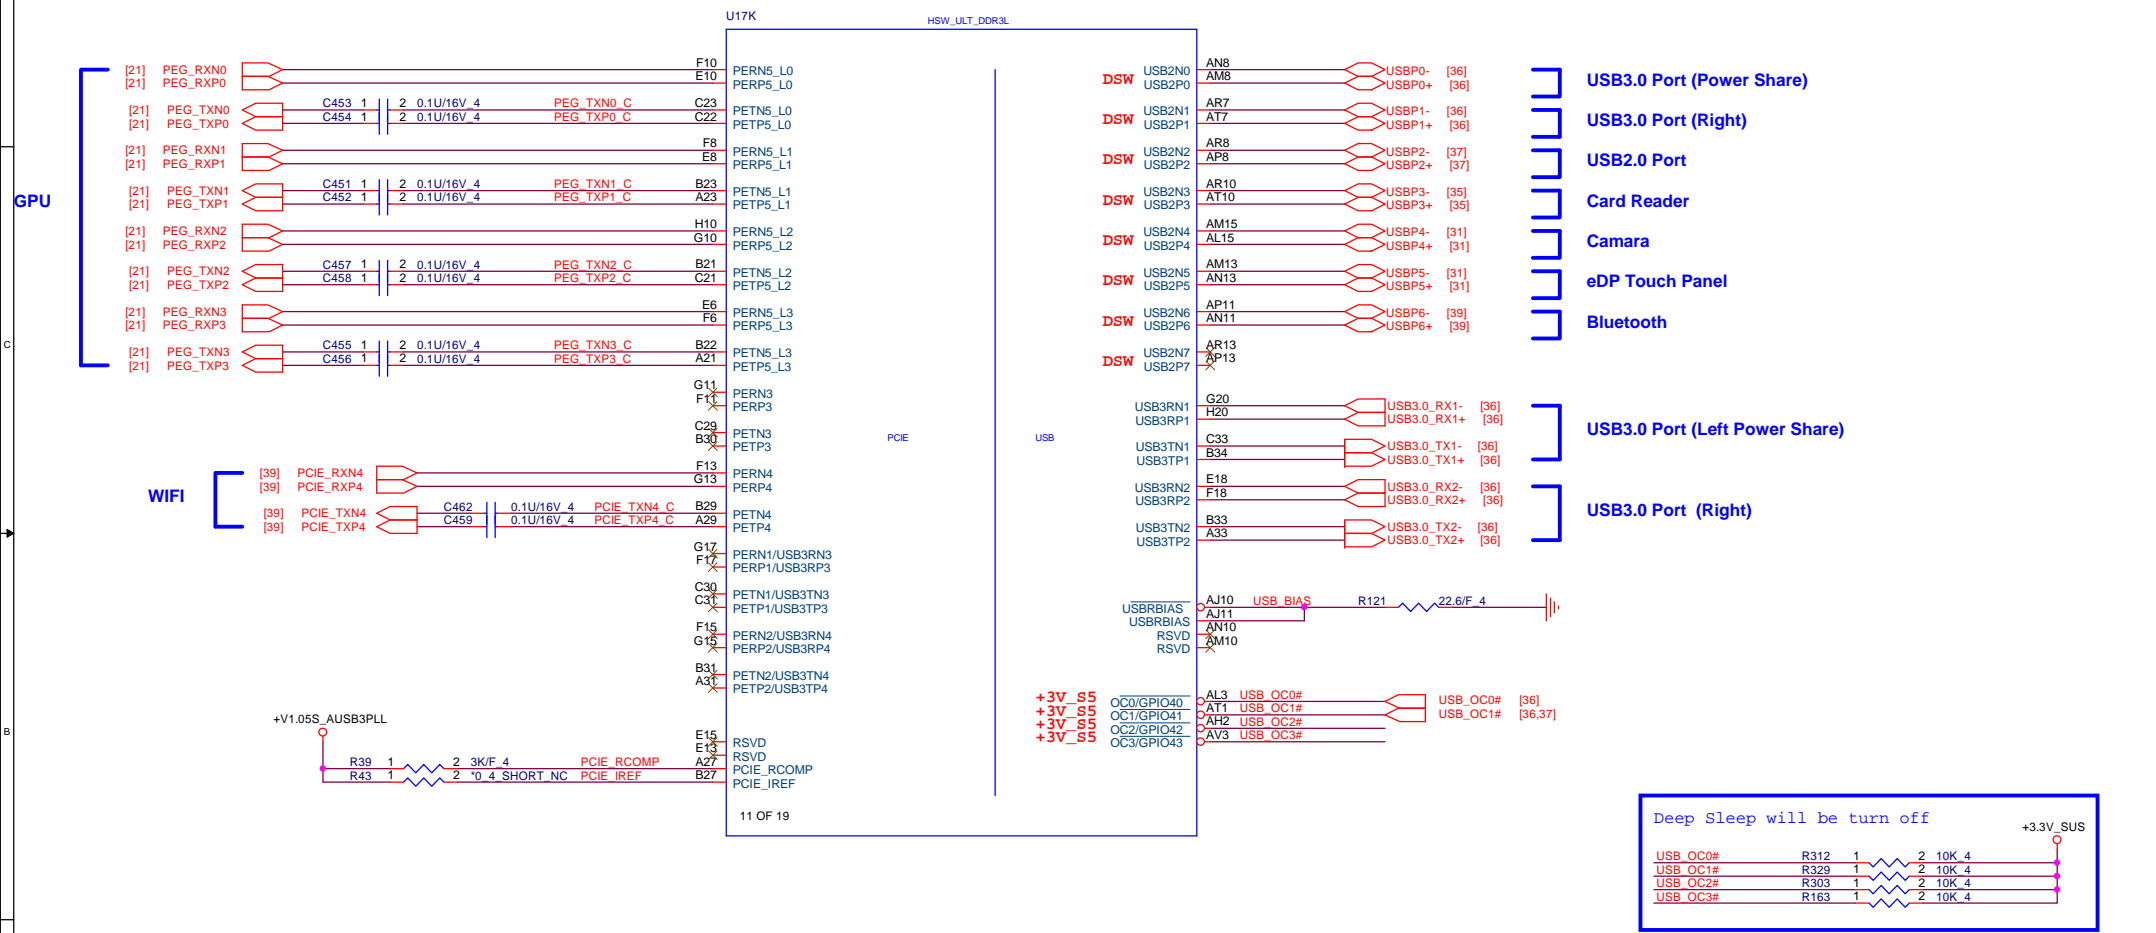 U17K
HSW_ULT_DDR3L
GPU
[21] PEG_RXN0 F10 PERN5_L0
[21] PEG_RXP0 E10 PERP5_L0
[21] PEG_TXN0 C453 1 2 0.1U/16V_4 PEG_TXN0_C C23 PETN5_L0
[21] PEG_TXP0 C454 1 2 0.1U/16V_4 PEG_TXP0_C C22 PETP5_L0
[21] PEG_RXN1 F8 PERN5_L1
[21] PEG_RXP1 E8 PERP5_L1
[21] PEG_TXN1 C451 1 2 0.1U/16V_4 PEG_TXN1_C B23 PETN5_L1
[21] PEG_TXP1 C452 1 2 0.1U/16V_4 PEG_TXP1_C A23 PETP5_L1
[21] PEG_RXN2 H10 PERN5_L2
[21] PEG_RXP2 G10 PERP5_L2
[21] PEG_TXN2 C457 1 2 0.1U/16V_4 PEG_TXN2_C B21 PETN5_L2
[21] PEG_TXP2 C458 1 2 0.1U/16V_4 PEG_TXP2_C C21 PETP5_L2
[21] PEG_RXN3 E6 PERN5_L3
[21] PEG_RXP3 F6 PERP5_L3
[21] PEG_TXN3 C455 1 2 0.1U/16V_4 PEG_TXN3_C B22 PETN5_L3
[21] PEG_TXP3 C456 1 2 0.1U/16V_4 PEG_TXP3_C A21 PETP5_L3
G11 PERN3
F11 PERP3
C29 PETN3
B30 PETP3
WIFI
[39] PCIE_RXN4 F13 PERN4
[39] PCIE_RXP4 G13 PERP4
[39] PCIE_TXN4 C462 0.1U/16V_4 PCIE_TXN4_C B29 PETN4
[39] PCIE_TXP4 C459 0.1U/16V_4 PCIE_TXP4_C A29 PETP4
G17 PERN1/USB3RN3
F17 PERP1/USB3RP3
C30 PETN1/USB3TN3
C31 PETP1/USB3TP3
F15 PERN2/USB3RN4
G15 PERP2/USB3RP4
B31 PETN2/USB3TN4
A31 PETP2/USB3TP4
+V1.05S_AUSB3PLL
E15 RSVD
E13 RSVD
R39 1 2 3K/F_4 PCIE_RCOMP A27 PCIE_RCOMP
R43 1 2 *0_4_SHORT_NC PCIE_IREF B27 PCIE_IREF
11 OF 19
PCIE
USB
DSW USB2N0 AN8 USBP0- [36]
USB2P0 AM8 USBP0+ [36]
USB3.0 Port (Power Share)
DSW USB2N1 AR7 USBP1- [36]
USB2P1 AT7 USBP1+ [36]
USB3.0 Port (Right)
DSW USB2N2 AR8 USBP2- [37]
USB2P2 AP8 USBP2+ [37]
USB2.0 Port
DSW USB2N3 AR10 USBP3- [35]
USB2P3 AT10 USBP3+ [35]
Card Reader
DSW USB2N4 AM15 USBP4- [31]
USB2P4 AL15 USBP4+ [31]
Camara
DSW USB2N5 AM13 USBP5- [31]
USB2P5 AN13 USBP5+ [31]
eDP Touch Panel
DSW USB2N6 AP11 USBP6- [39]
USB2P6 AN11 USBP6+ [39]
Bluetooth
DSW USB2N7 AR13
USB2P7 AP13
USB3RN1 G20 USB3.0_RX1- [36]
USB3RP1 H20 USB3.0_RX1+ [36]
USB3TN1 C33 USB3.0_TX1- [36]
USB3TP1 B34 USB3.0_TX1+ [36]
USB3.0 Port (Left Power Share)
USB3RN2 E18 USB3.0_RX2- [36]
USB3RP2 F18 USB3.0_RX2+ [36]
USB3TN2 B33 USB3.0_TX2- [36]
USB3TP2 A33 USB3.0_TX2+ [36]
USB3.0 Port (Right)
USBRBIAS AJ10 USB_BIAS R121 22.6/F_4
USBRBIAS AJ11
RSVD AN10
RSVD AM10
+3V_S5 OC0/GPIO40 AL3 USB_OC0# USB_OC0# [36]
+3V_S5 OC1/GPIO41 AT1 USB_OC1# USB_OC1# [36,37]
+3V_S5 OC2/GPIO42 AH2 USB_OC2#
+3V_S5 OC3/GPIO43 AV3 USB_OC3#
Deep Sleep will be turn off
+3.3V_SUS
USB_OC0# R312 1 2 10K_4
USB_OC1# R329 1 2 10K_4
USB_OC2# R303 1 2 10K_4
USB_OC3# R163 1 2 10K_4
C
B